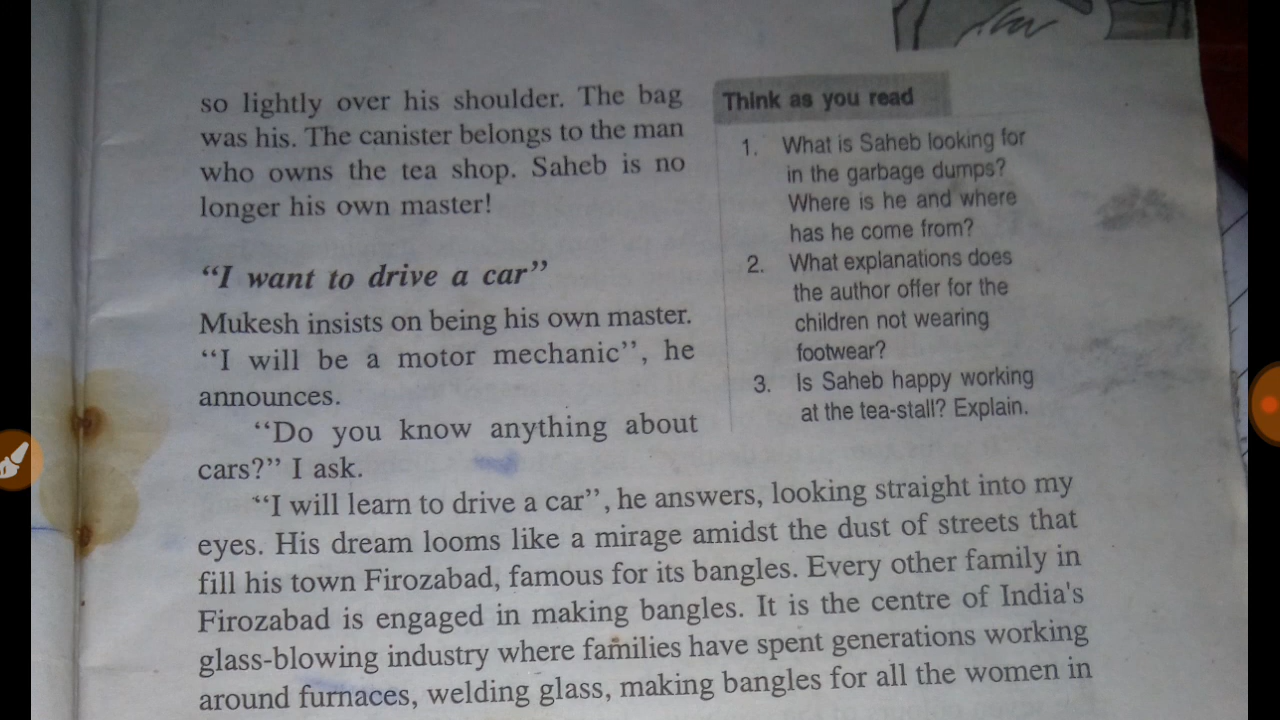 so lightly over his shoulder. The bag
was his. The canister belongs to the man
who owns the tea shop. Saheb is no
longer his own master!
"I want to drive a car"
Mukesh insists on being his own master.
"I will be a motor mechanic", he
announces.
"Do you know anything about
cars?" I ask.
Think as you read
1. What is Saheb looking for
in the garbage dumps?
Where is he and where
has he come from?
2. What explanations does
the author offer for the
children not wearing
footwear?
3. Is Saheb happy working
at the tea-stall? Explain.
"I will learn to drive a car", he answers, looking straight into my
eyes. His dream looms like a mirage amidst the dust of streets that
fill his town Firozabad, famous for its bangles. Every other family in
Firozabad is engaged in making bangles. It is the centre of India's
glass-blowing industry where families have spent generations working
around furnaces, welding glass, making bangles for all the women in